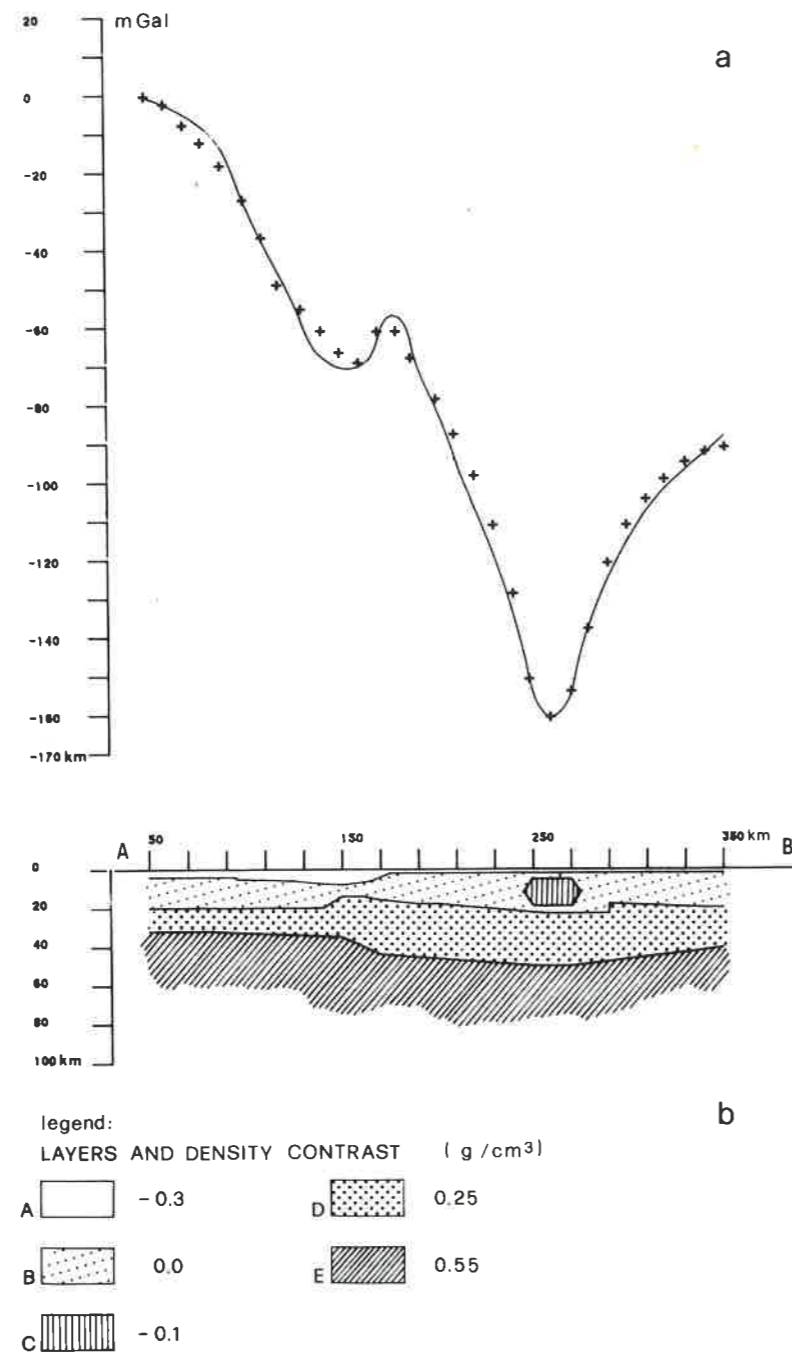 20 mGal
a
0
-20
-40
-60
-80
-100
-120
-140
-160
-170 km
A 50 150 250 350 km B
0
20
40
60
80
100 km
b
legend:
LAYERS AND DENSITY CONTRAST (g/cm³)
A -0.3 D 0.25
B 0.0 E 0.55
C -0.1